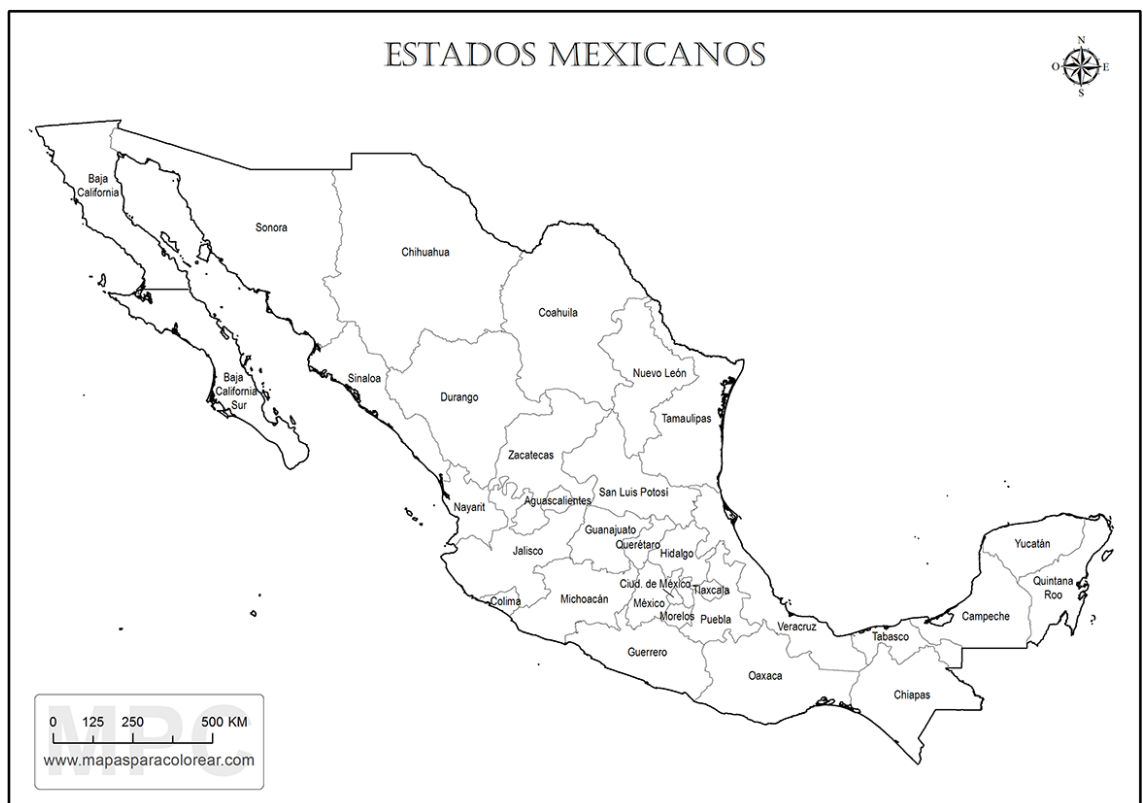 ESTADOS MEXICANOS
N
O
E
S
Baja
California
Sonora
Chihuahua
Coahuila
Nuevo León
Baja
California
Sur
Sinaloa
Durango
Tamaulipas
Zacatecas
San Luis Potosí
Nayarit
Aguascalientes
Guanajuato
Querétaro
Hidalgo
Jalisco
Yucatán
Quintana
Roo
Ciud. de México
Tlaxcala
Colima
Michoacán
México
Morelos
Puebla
Veracruz
Campeche
Tabasco
Guerrero
Oaxaca
Chiapas
MPC
0 125 250 500 KM
www.mapasparacolorear.com